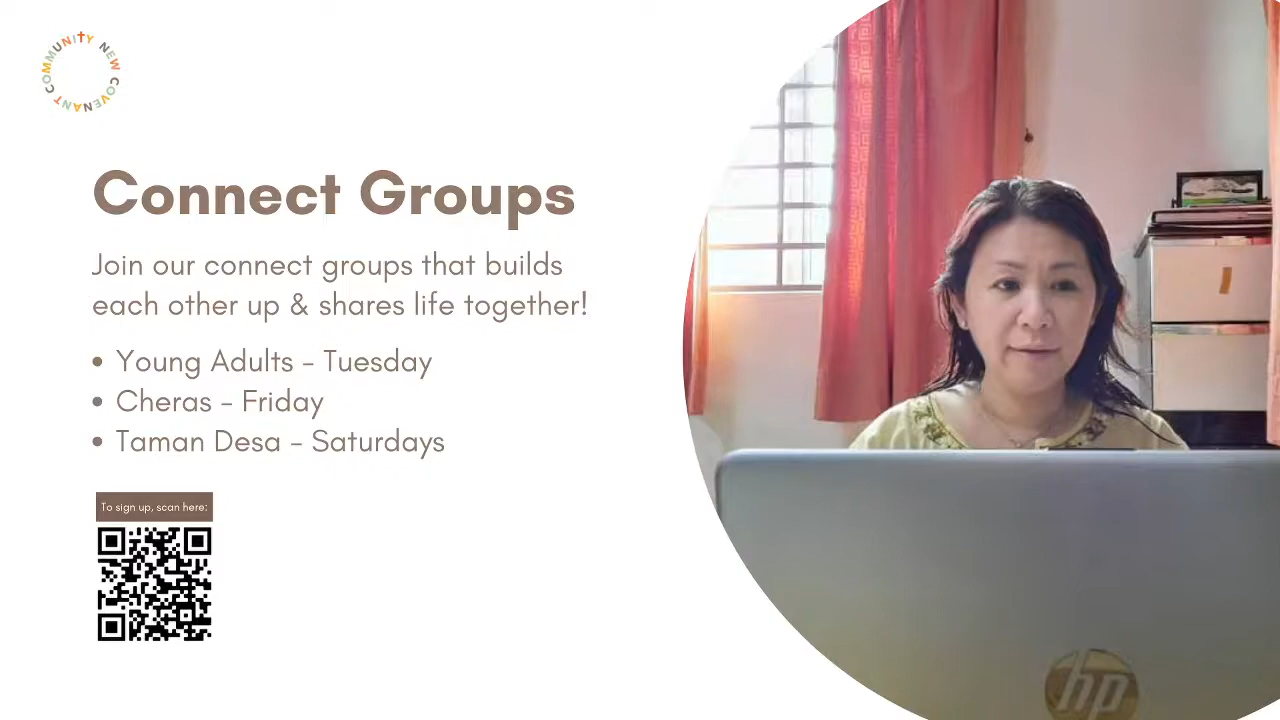 COMMUNITY NEW COVENANT
Connect Groups
Join our connect groups that builds
each other up & shares life together!
• Young Adults - Tuesday
• Cheras - Friday
• Taman Desa - Saturdays
To sign up, scan here:
hp